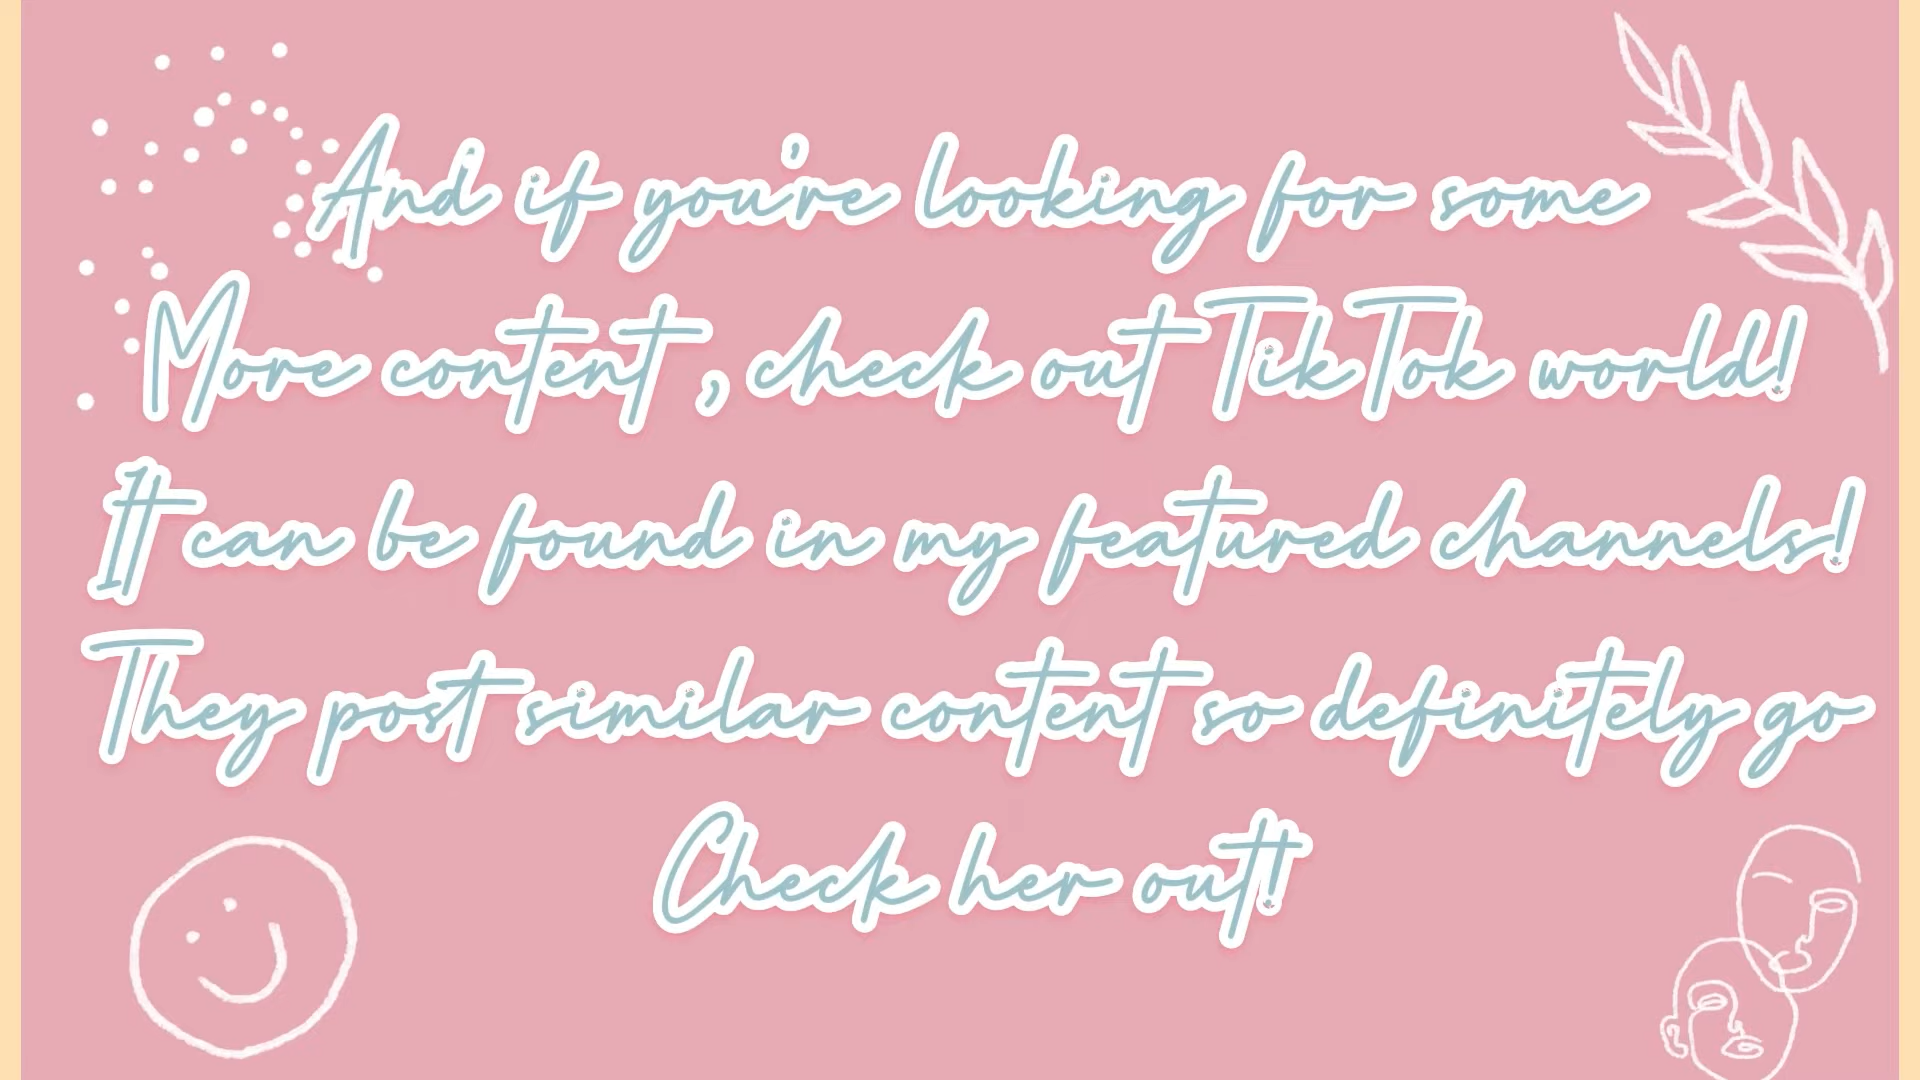 And if you're looking for some
More content, check out TikTok world!
It can be found in my featured channels!
They post similar content so definitely go
Check her out!